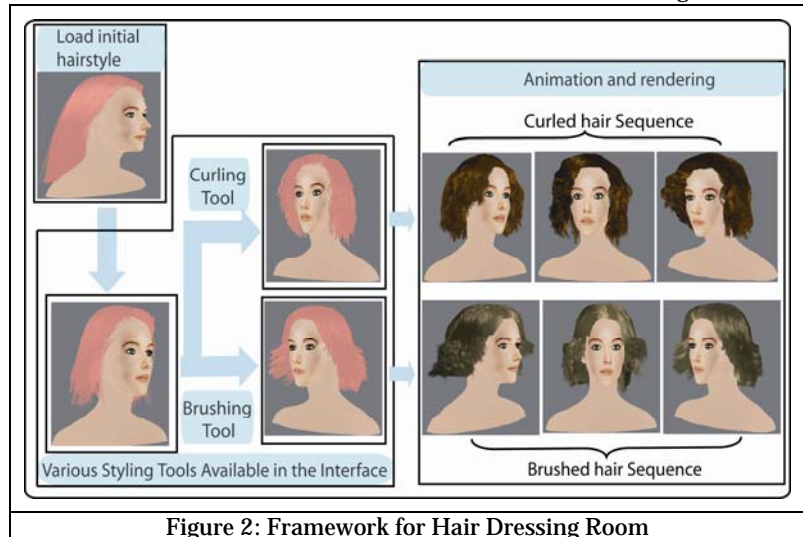 Load initial
hairstyle
Animation and rendering
Curled hair Sequence
Curling
Tool
Brushing
Tool
Various Styling Tools Available in the Interface
Brushed hair Sequence
Figure 2: Framework for Hair Dressing Room